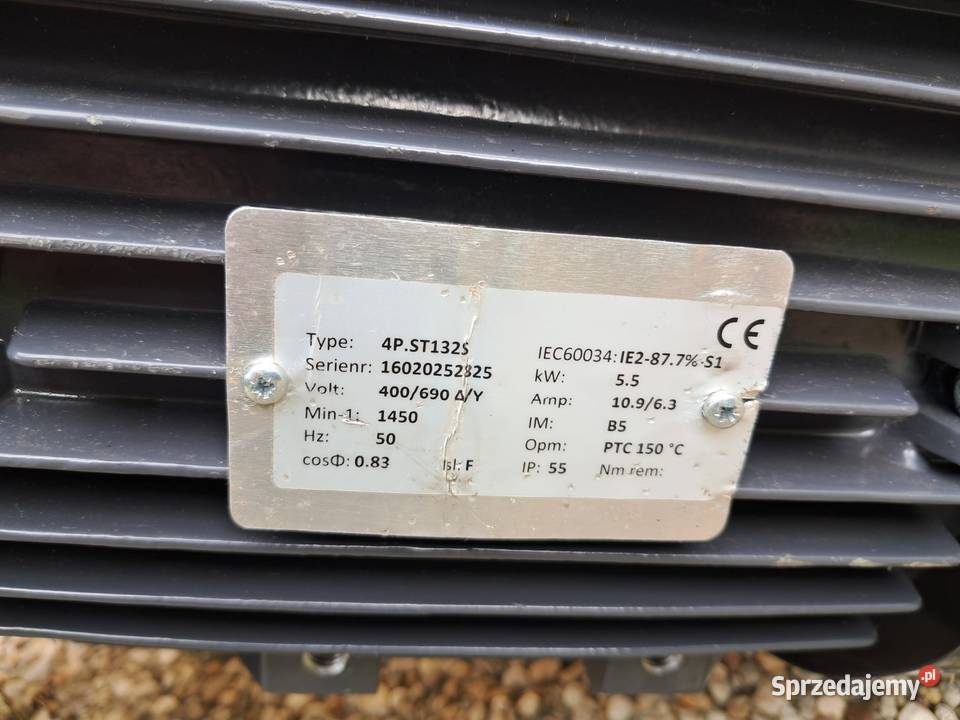 Type: 4P.ST132S
Serienr: 16020252825
Volt: 400/690 Δ/Y
Min-1: 1450
Hz: 50
cosΦ: 0.83 Isl: F
CE
IEC60034: IE2-87.7%-S1
kW: 5.5
Amp: 10.9/6.3
IM: B5
Opm: PTC 150 °C
IP: 55 Nm rem:
Sprzedajemy.pl